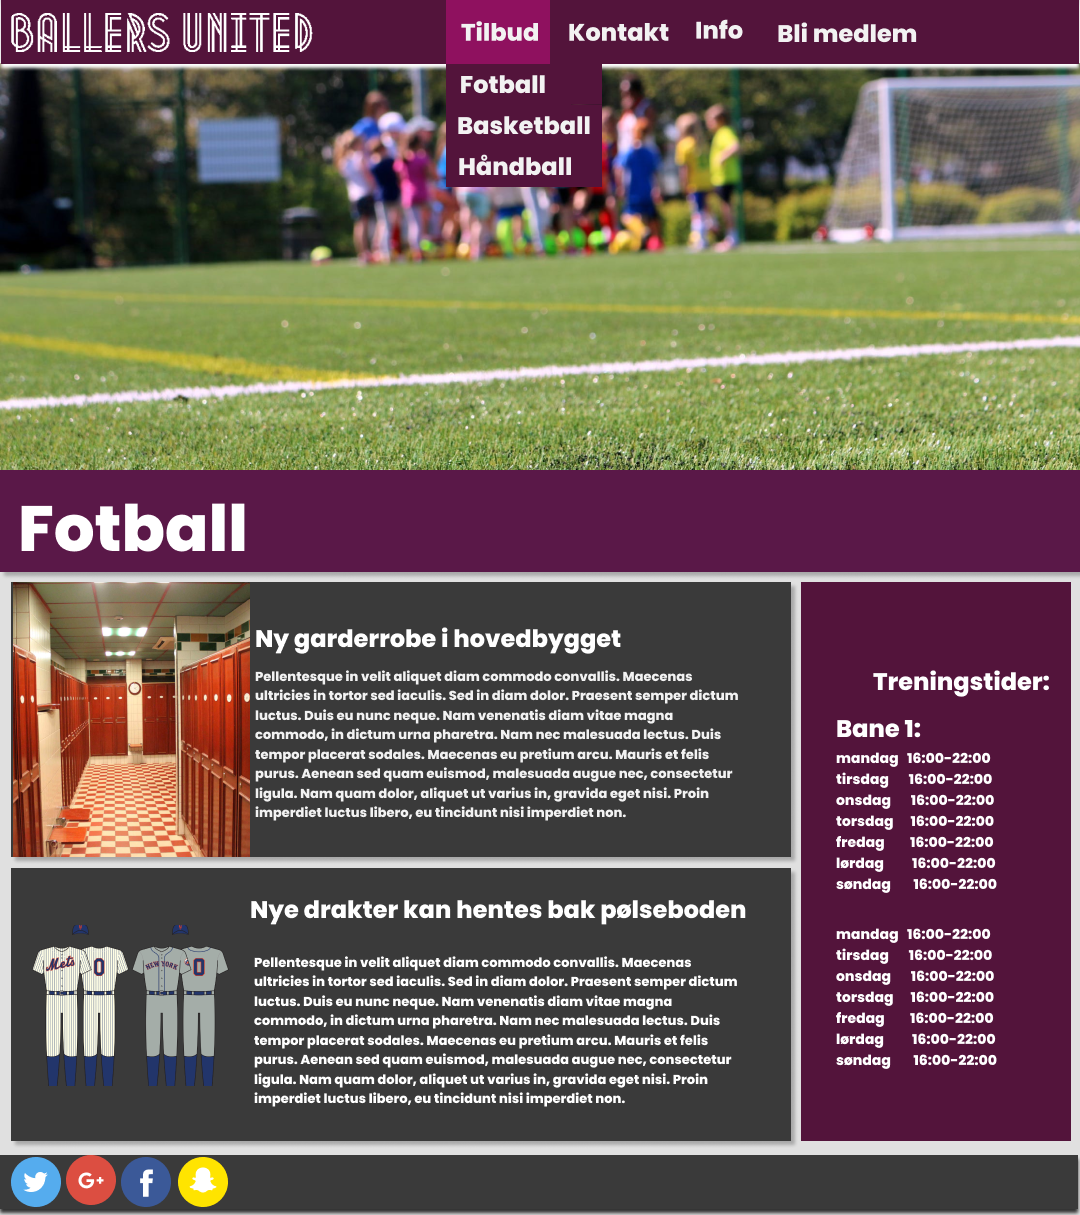 BALLERS UNITED
Tilbud Kontakt Info Bli medlem
Fotball
Basketball
Håndball
Fotball
Ny garderrobe i hovedbygget
Pellentesque in velit aliquet diam commodo convallis. Maecenas
ultricies in tortor sed iaculis. Sed in diam dolor. Praesent semper dictum
luctus. Duis eu nunc neque. Nam venenatis diam vitae magna
commodo, in dictum urna pharetra. Nam nec malesuada lectus. Duis
tempor placerat sodales. Maecenas eu pretium arcu. Mauris et felis
purus. Aenean sed quam euismod, malesuada augue nec, consectetur
ligula. Nam quam dolor, aliquet ut varius in, gravida eget nisi. Proin
imperdiet luctus libero, eu tincidunt nisi imperdiet non.
Nye drakter kan hentes bak pølseboden
Mets 0 NEW YORK 0
Pellentesque in velit aliquet diam commodo convallis. Maecenas
ultricies in tortor sed iaculis. Sed in diam dolor. Praesent semper dictum
luctus. Duis eu nunc neque. Nam venenatis diam vitae magna
commodo, in dictum urna pharetra. Nam nec malesuada lectus. Duis
tempor placerat sodales. Maecenas eu pretium arcu. Mauris et felis
purus. Aenean sed quam euismod, malesuada augue nec, consectetur
ligula. Nam quam dolor, aliquet ut varius in, gravida eget nisi. Proin
imperdiet luctus libero, eu tincidunt nisi imperdiet non.
Treningstider:
Bane 1:
mandag 16:00-22:00
tirsdag 16:00-22:00
onsdag 16:00-22:00
torsdag 16:00-22:00
fredag 16:00-22:00
lørdag 16:00-22:00
søndag 16:00-22:00
mandag 16:00-22:00
tirsdag 16:00-22:00
onsdag 16:00-22:00
torsdag 16:00-22:00
fredag 16:00-22:00
lørdag 16:00-22:00
søndag 16:00-22:00
G+ f